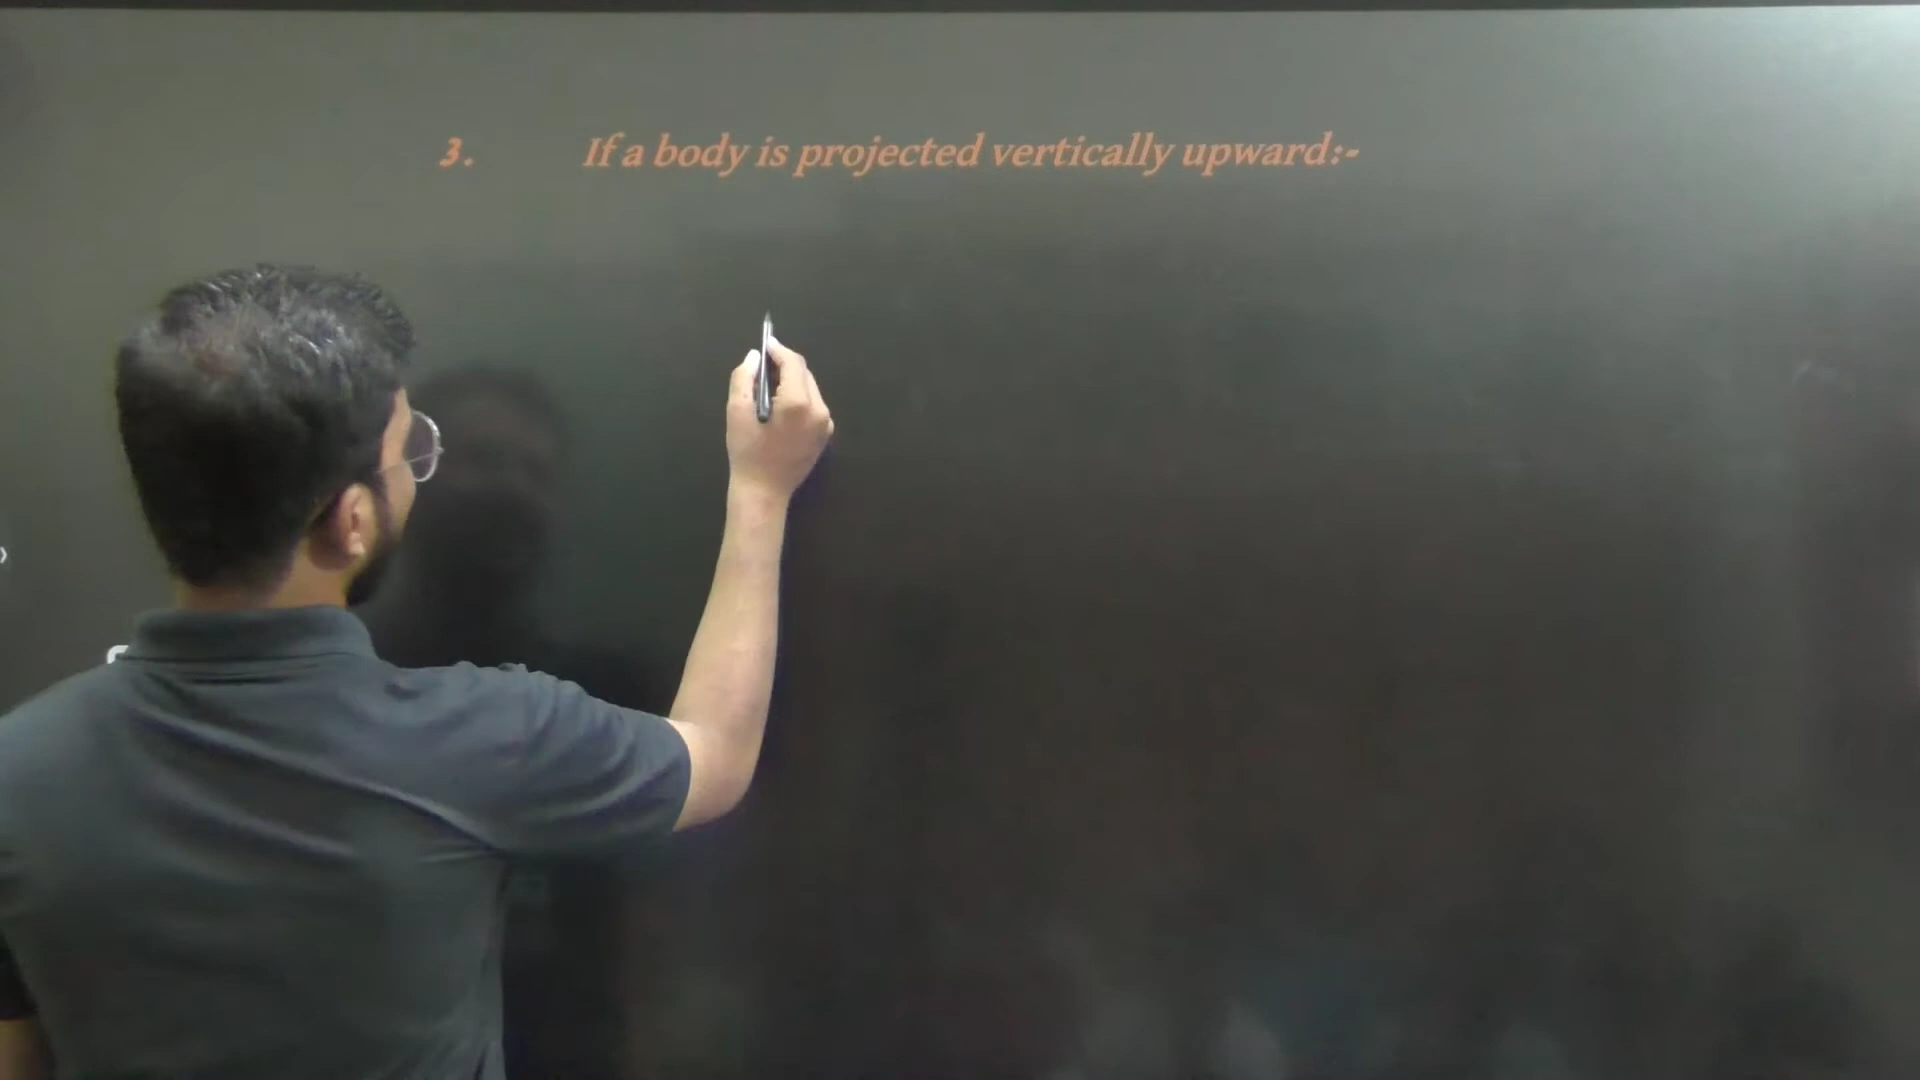 3. If a body is projected vertically upward:-